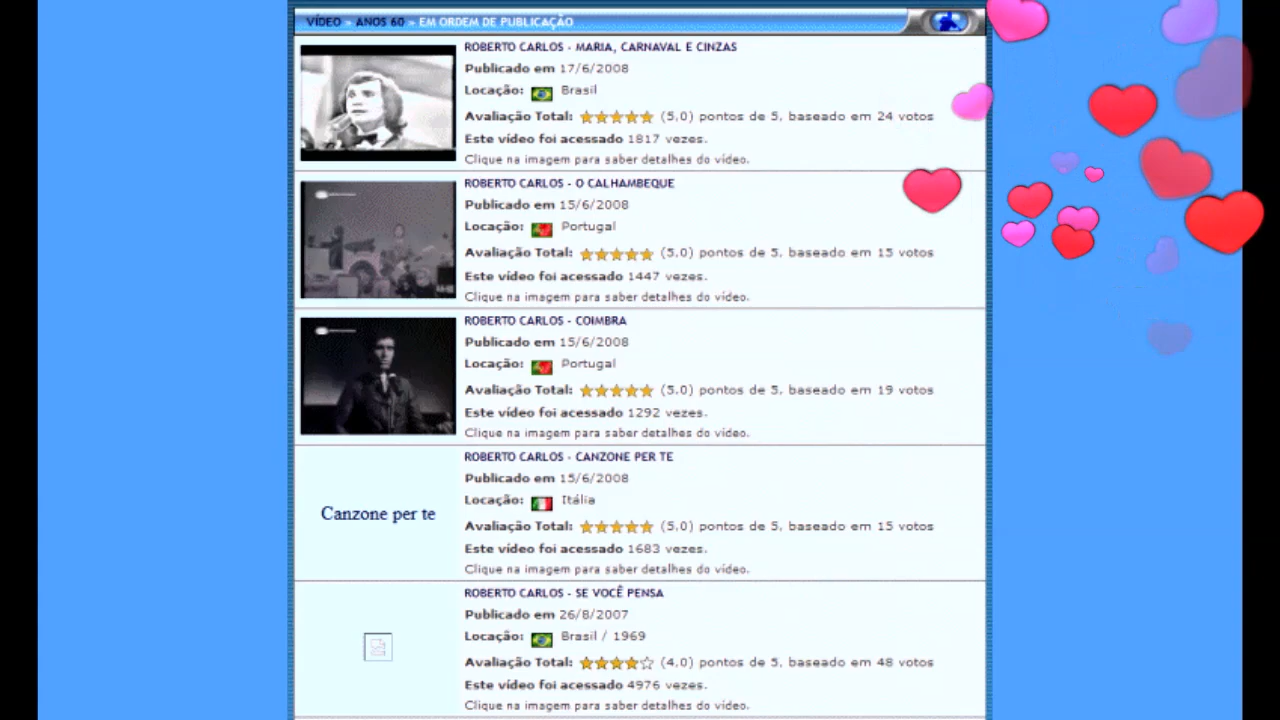 VÍDEO » ANOS 60 » EM ORDEM DE PUBLICAÇÃO
ROBERTO CARLOS - MARIA, CARNAVAL E CINZAS
Publicado em 17/6/2008
Locação: Brasil
Avaliação Total: (5,0) pontos de 5, baseado em 24 votos
Este vídeo foi acessado 1817 vezes.
Clique na imagem para saber detalhes do vídeo.
ROBERTO CARLOS - O CALHAMBEQUE
Publicado em 15/6/2008
Locação: Portugal
Avaliação Total: (5,0) pontos de 5, baseado em 15 votos
Este vídeo foi acessado 1447 vezes.
Clique na imagem para saber detalhes do vídeo.
ROBERTO CARLOS - COIMBRA
Publicado em 15/6/2008
Locação: Portugal
Avaliação Total: (5,0) pontos de 5, baseado em 19 votos
Este vídeo foi acessado 1292 vezes.
Clique na imagem para saber detalhes do vídeo.
Canzone per te
ROBERTO CARLOS - CANZONE PER TE
Publicado em 15/6/2008
Locação: Itália
Avaliação Total: (5,0) pontos de 5, baseado em 15 votos
Este vídeo foi acessado 1683 vezes.
Clique na imagem para saber detalhes do vídeo.
ROBERTO CARLOS - SE VOCÊ PENSA
Publicado em 26/8/2007
Locação: Brasil / 1969
Avaliação Total: (4,0) pontos de 5, baseado em 48 votos
Este vídeo foi acessado 4976 vezes.
Clique na imagem para saber detalhes do vídeo.